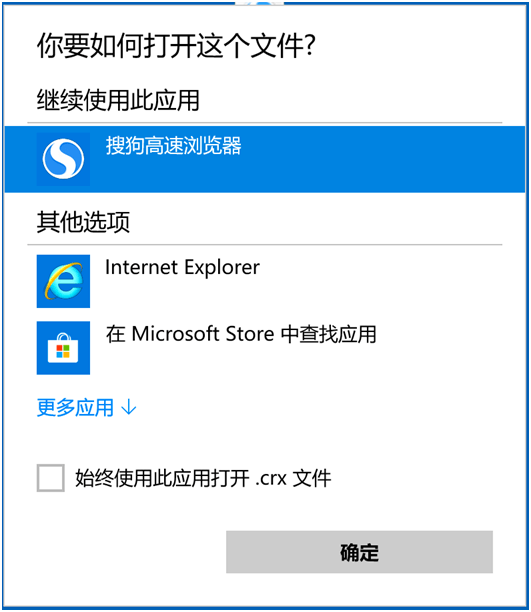 你要如何打开这个文件?
继续使用此应用
搜狗高速浏览器
其他选项
Internet Explorer
在 Microsoft Store 中查找应用
更多应用 ↓
始终使用此应用打开 .crx 文件
确定